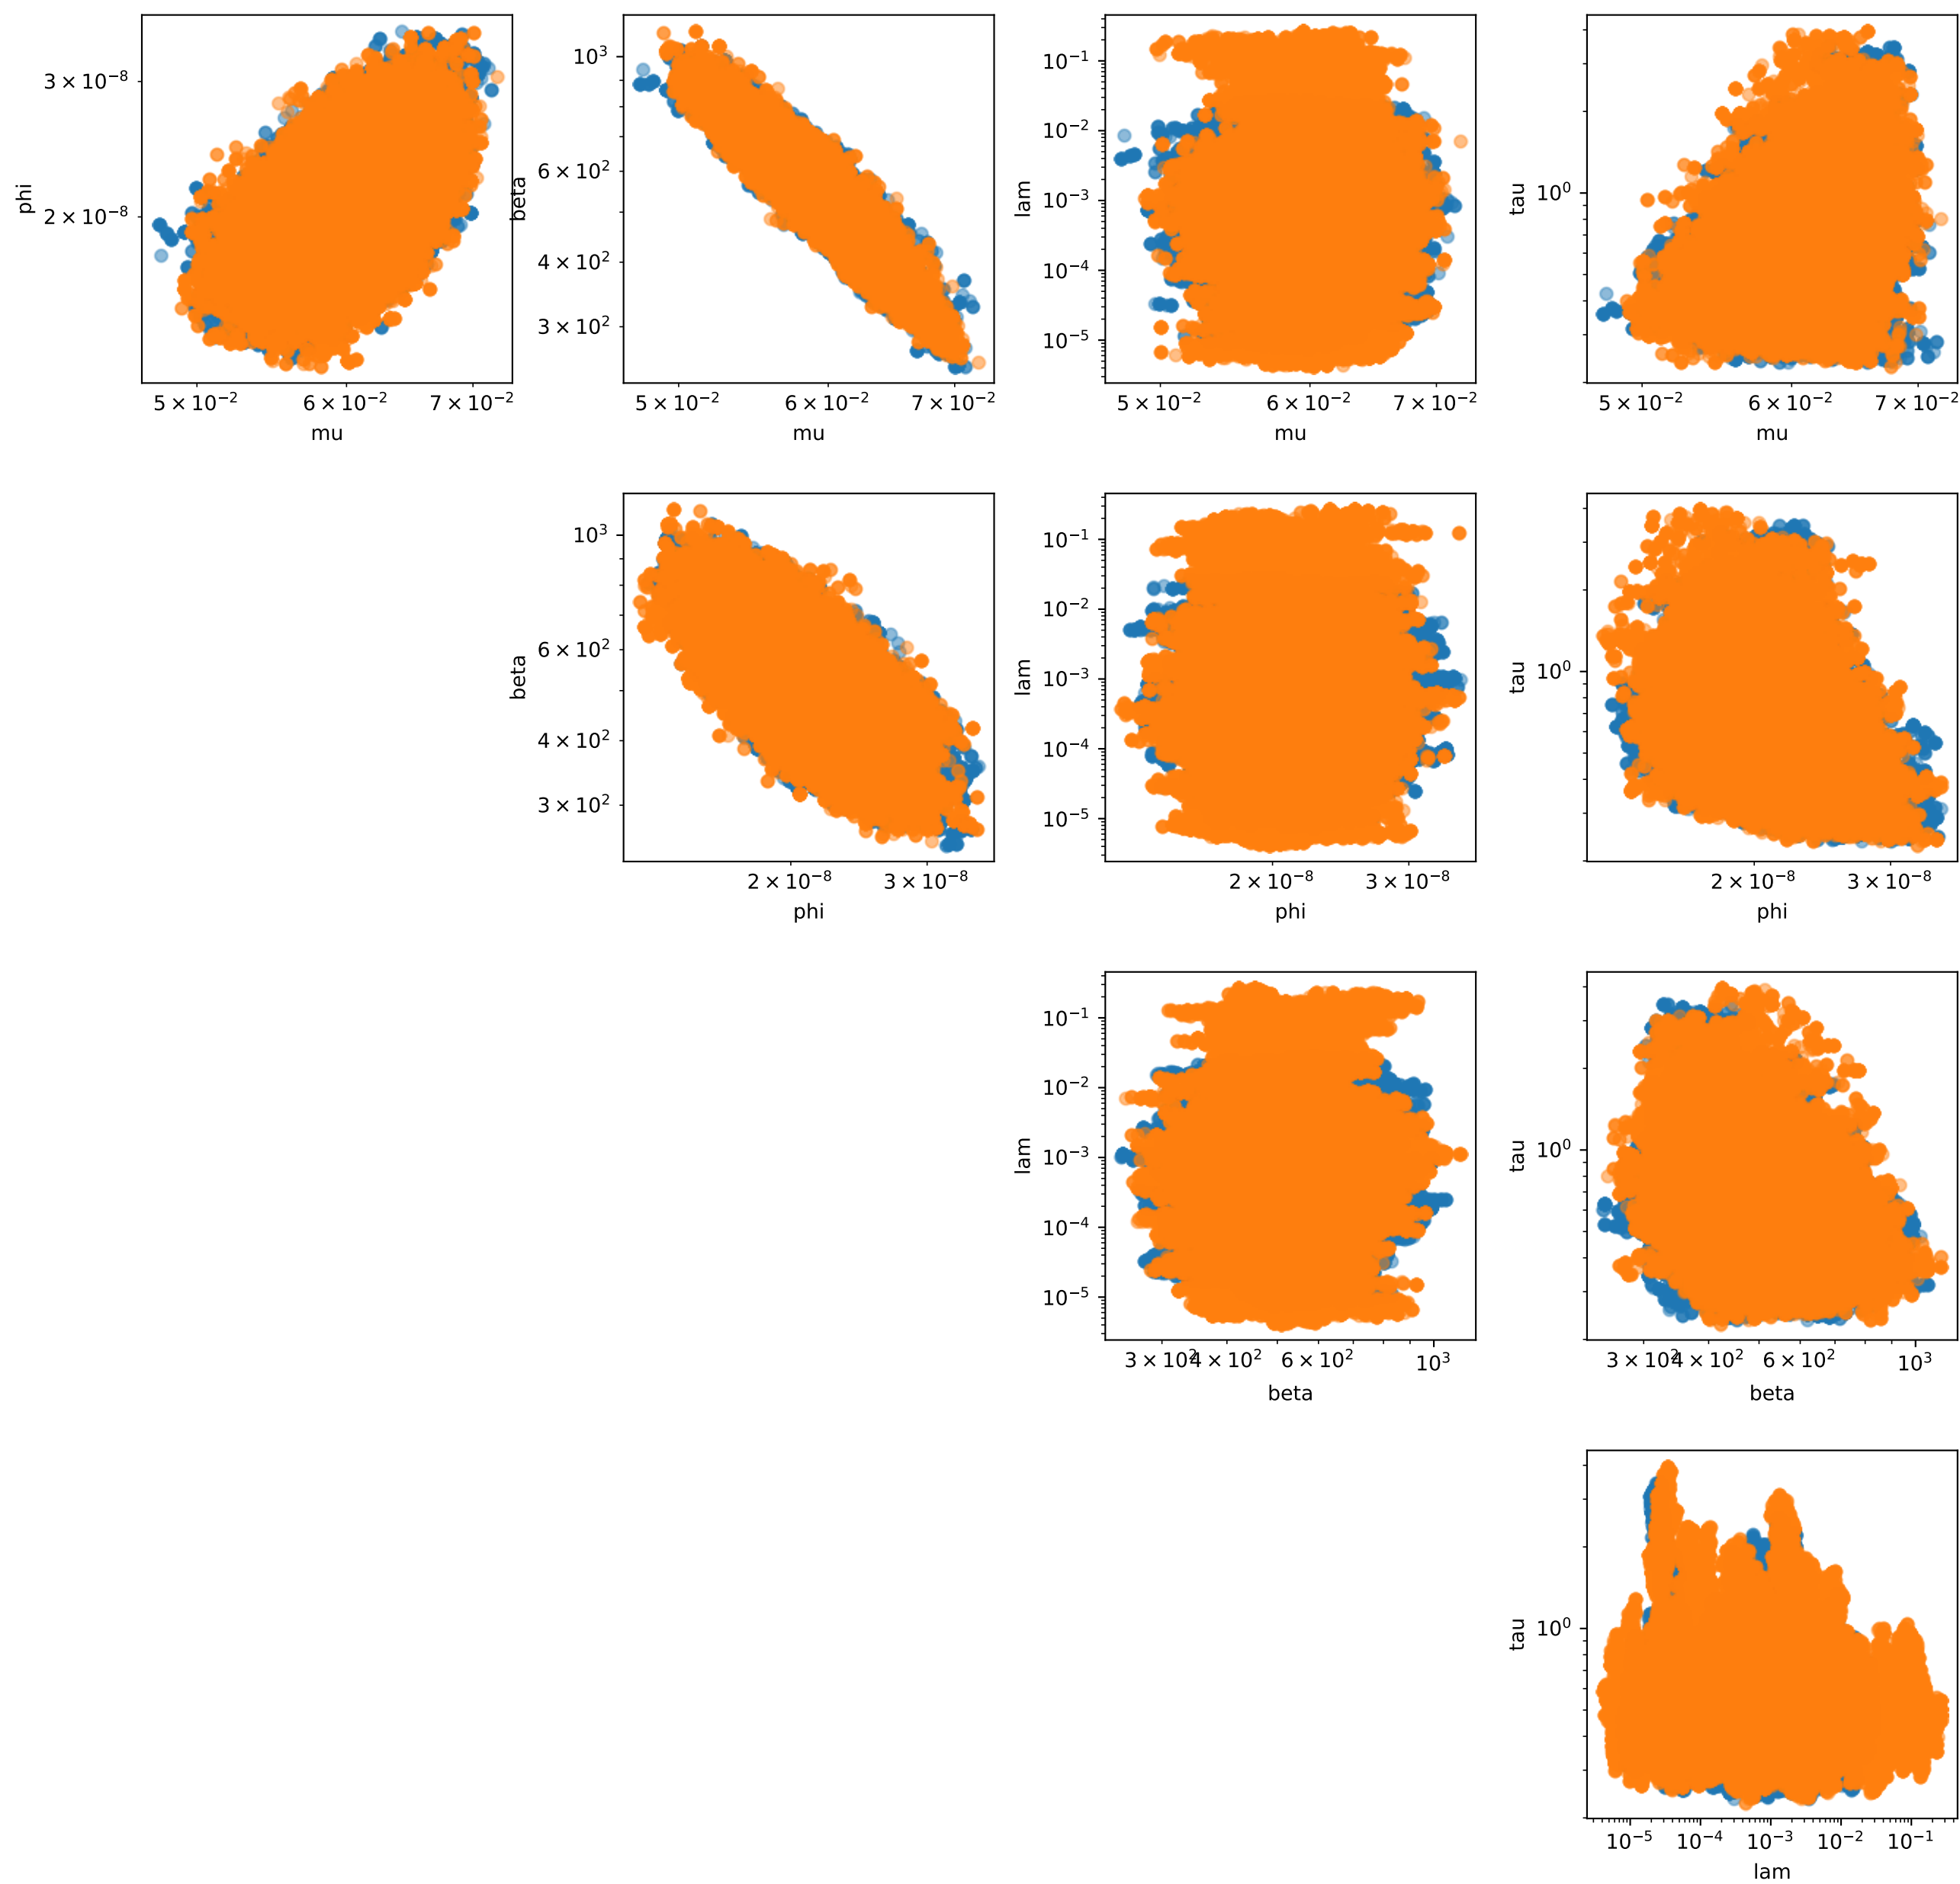 phi
3 × 10⁻⁸
2 × 10⁻⁸
5 × 10⁻² 6 × 10⁻² 7 × 10⁻²
mu
beta
10³
6 × 10²
4 × 10²
3 × 10²
5 × 10⁻² 6 × 10⁻² 7 × 10⁻²
mu
lam
10⁻¹
10⁻²
10⁻³
10⁻⁴
10⁻⁵
5 × 10⁻² 6 × 10⁻² 7 × 10⁻²
mu
tau
10⁰
5 × 10⁻² 6 × 10⁻² 7 × 10⁻²
mu
beta
10³
6 × 10²
4 × 10²
3 × 10²
2 × 10⁻⁸ 3 × 10⁻⁸
phi
lam
10⁻¹
10⁻²
10⁻³
10⁻⁴
10⁻⁵
2 × 10⁻⁸ 3 × 10⁻⁸
phi
tau
10⁰
2 × 10⁻⁸ 3 × 10⁻⁸
phi
lam
10⁻¹
10⁻²
10⁻³
10⁻⁴
10⁻⁵
3 × 10² 4 × 10² 6 × 10² 10³
beta
tau
10⁰
3 × 10² 4 × 10² 6 × 10² 10³
beta
tau
10⁰
10⁻⁵ 10⁻⁴ 10⁻³ 10⁻² 10⁻¹
lam